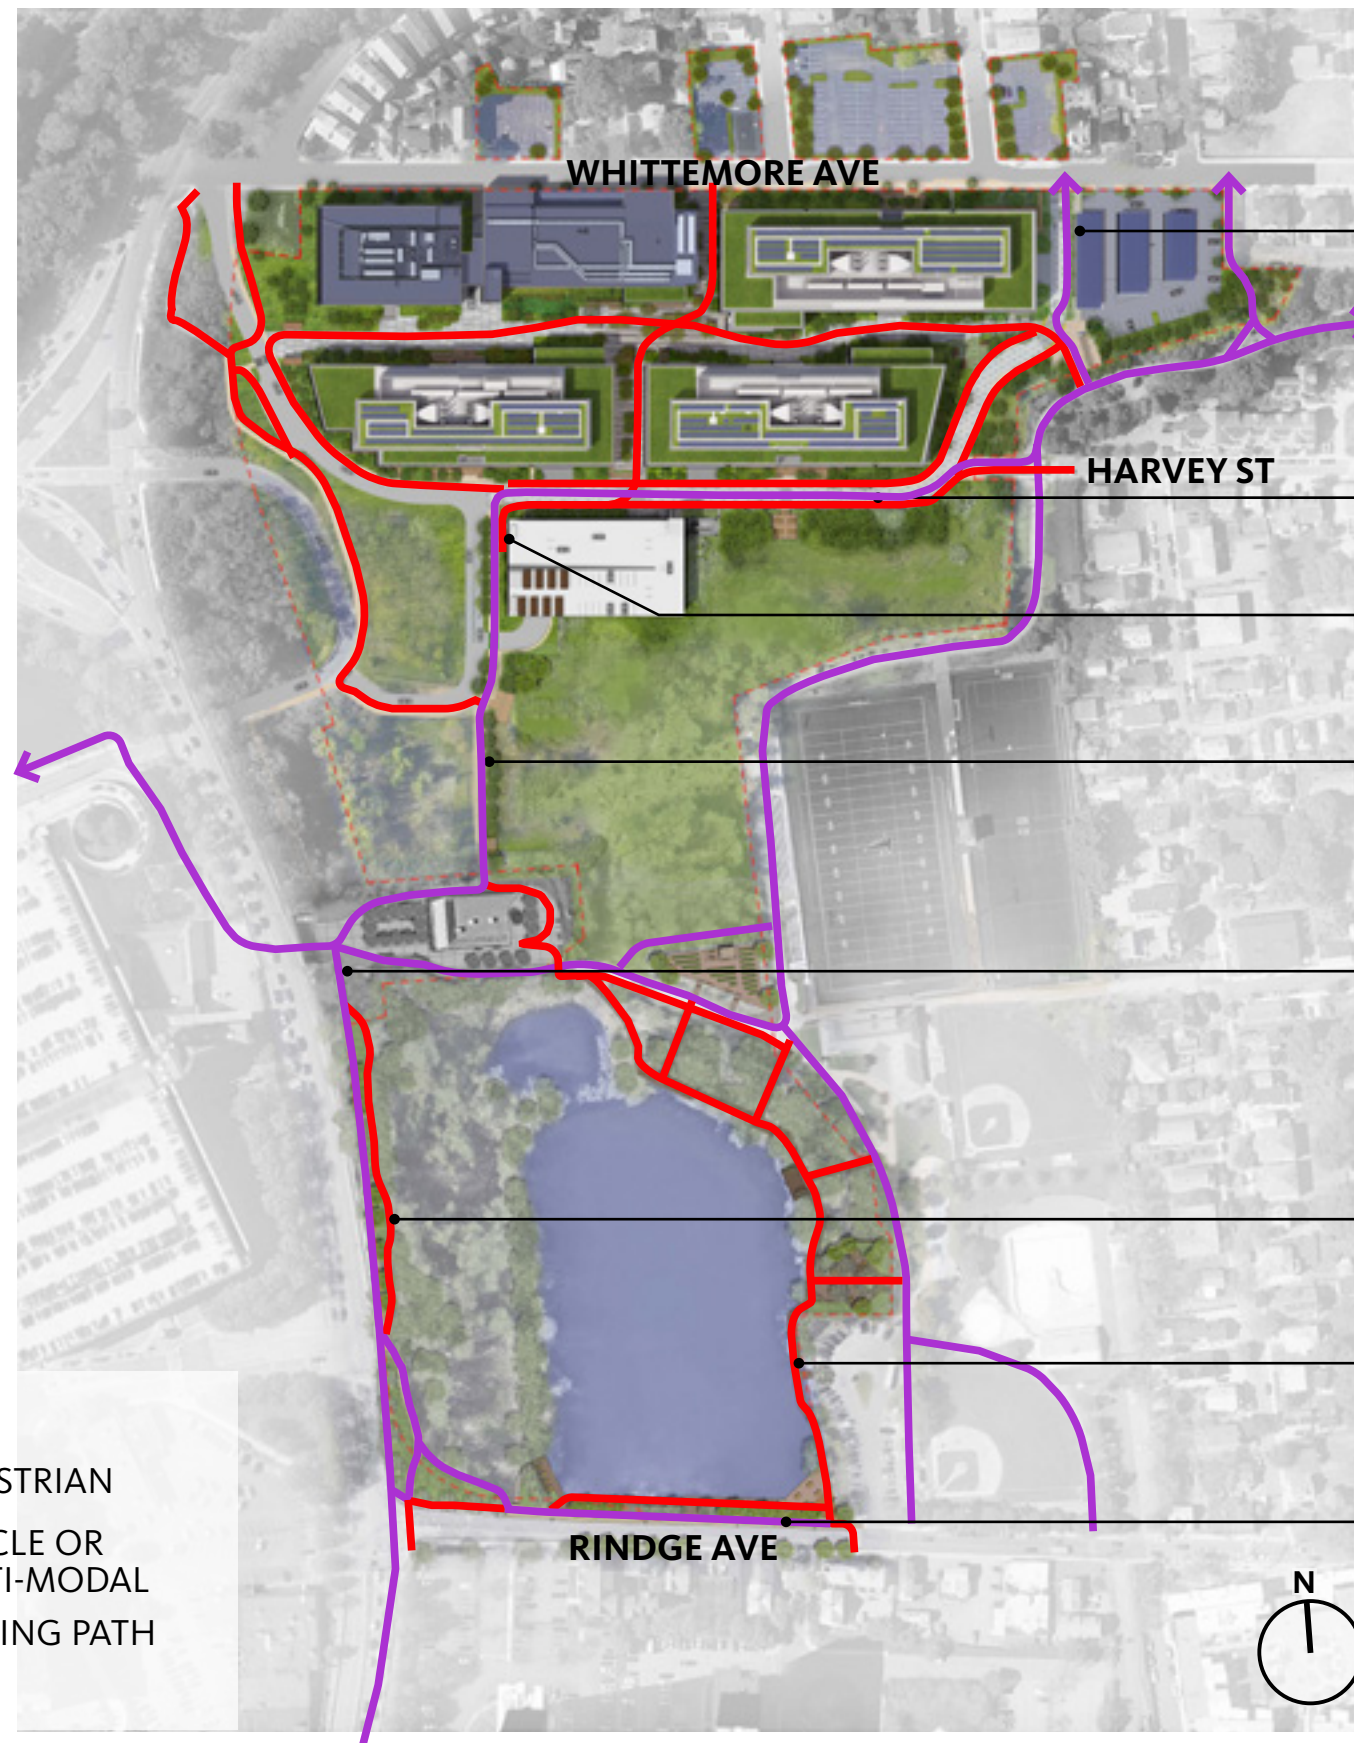 WHITTEMORE AVE
HARVEY ST
RINDGE AVE
STRIAN
CLE OR
TI-MODAL
ING PATH
N